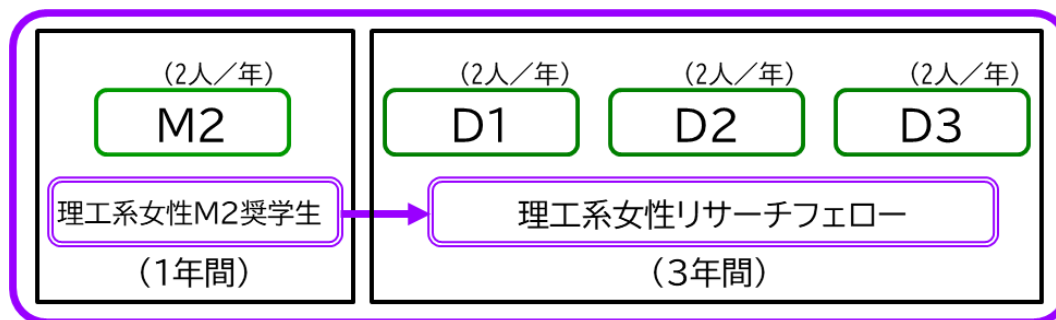 (2人／年)
M2
理工系女性M2奨学生
(1年間)
(2人／年)
(2人／年)
(2人／年)
D1
D2
D3
理工系女性リサーチフェロー
(3年間)